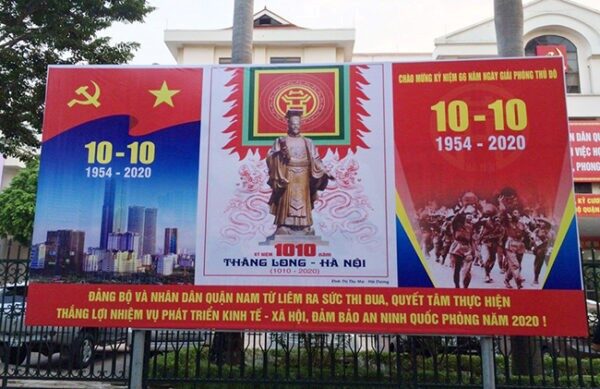 10-10
1954 - 2020
KỶ NIỆM 1010 NĂM
THĂNG LONG - HÀ NỘI
(1010 - 2020)
CHÀO MỪNG KỶ NIỆM 66 NĂM NGÀY GIẢI PHÓNG THỦ ĐÔ
10-10
1954 - 2020
ĐẢNG BỘ VÀ NHÂN DÂN QUẬN NAM TỪ LIÊM RA SỨC THI ĐUA, QUYẾT TÂM THỰC HIỆN
THẮNG LỢI NHIỆM VỤ PHÁT TRIỂN KINH TẾ - XÃ HỘI, ĐẢM BẢO AN NINH QUỐC PHÒNG NĂM 2020 !